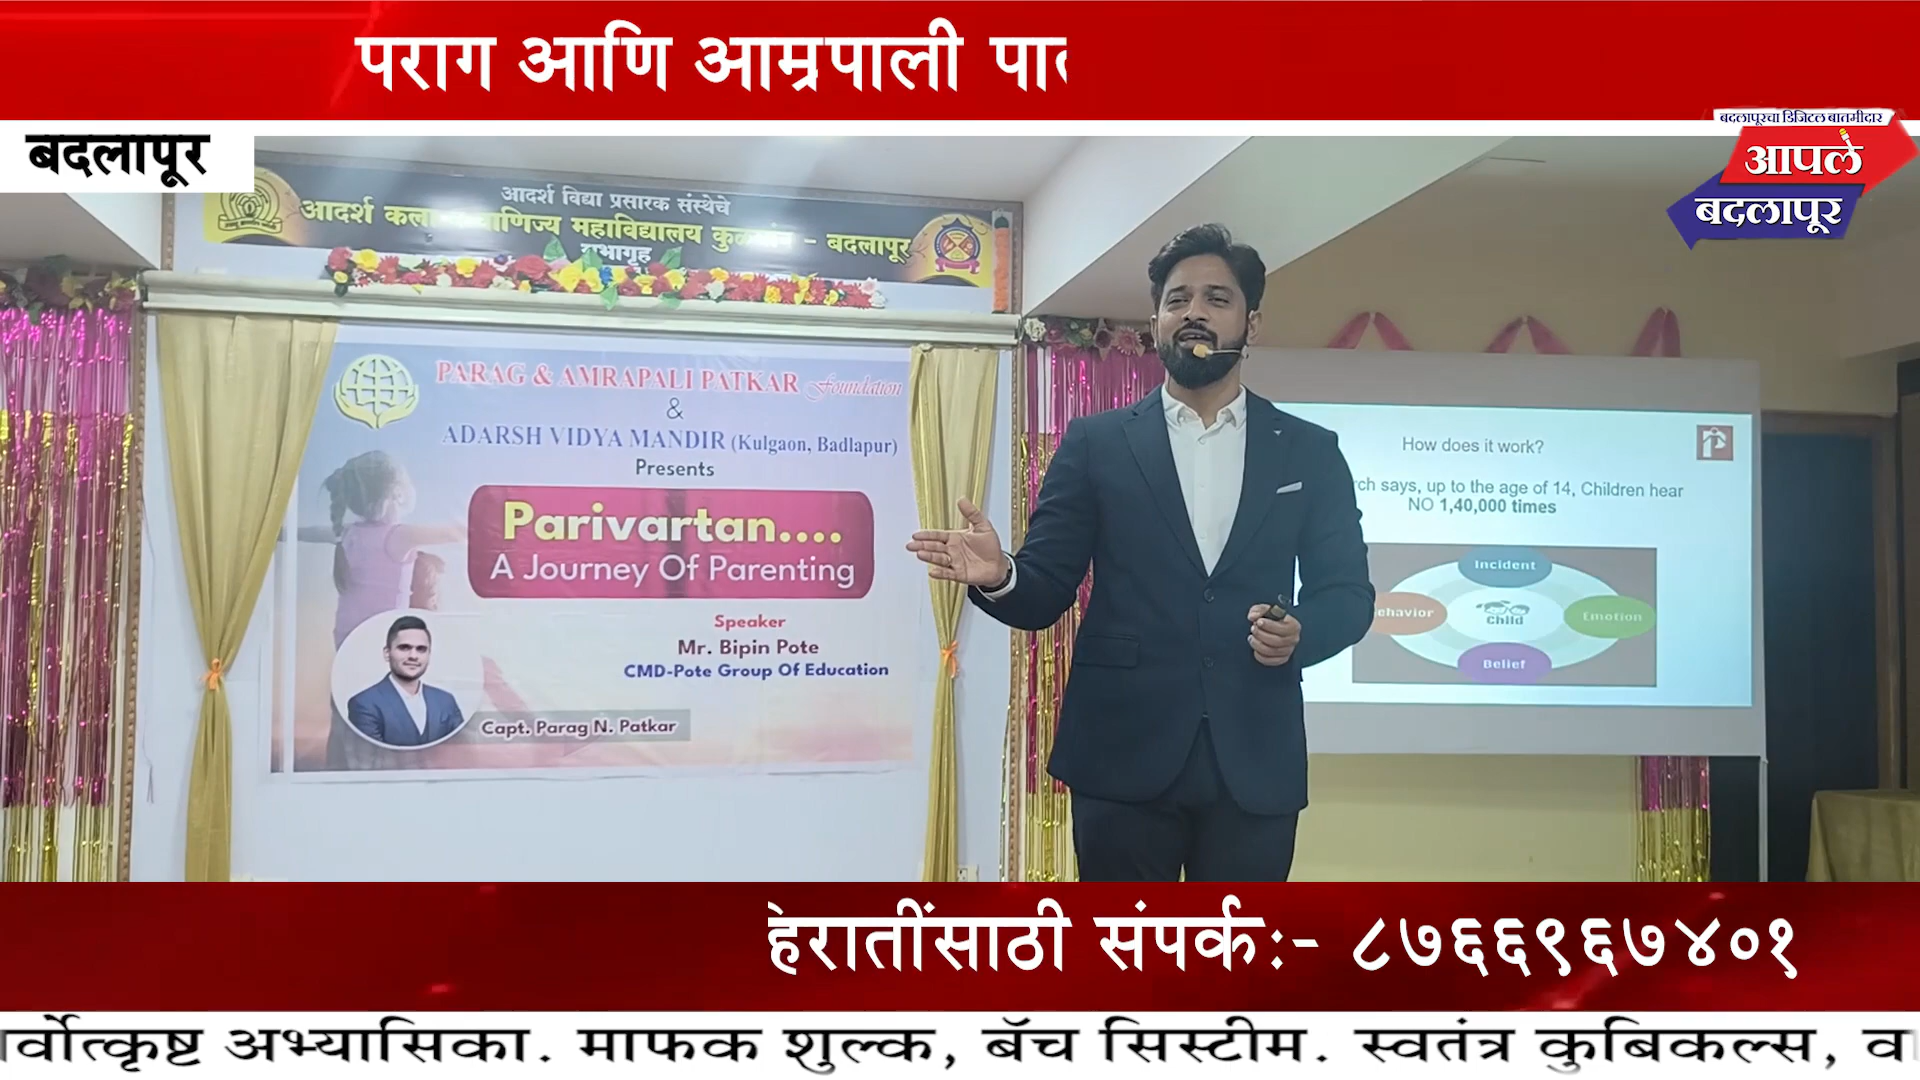 पराग आणि आम्रपाली
बदलापूरचा डिजिटल बातमीदार
आपले
बदलापूर
बदलापूर
आदर्श विद्या प्रसारक संस्थेचे
आदर्श कला वाणिज्य महाविद्यालय - बदलापूर
PARAG & AMRAPALI PATKAR Foundation
&
ADARSH VIDYA MANDIR (Kulgaon, Badlapur)
Presents
Parivartan....
A Journey Of Parenting
Speaker
Mr. Bipin Pote
CMD-Pote Group Of Education
Capt. Parag N. Patkar
How does it work?
says, up to the age of 14, Children hear
NO 1,40,000 times
Incident
Child
Emotion
Belief
संपर्क:- ८७६६९६७४०१
अभ्यासिका. माफक शुल्क, बॅच सिस्टीम. स्वतंत्र कुबिकल्स,